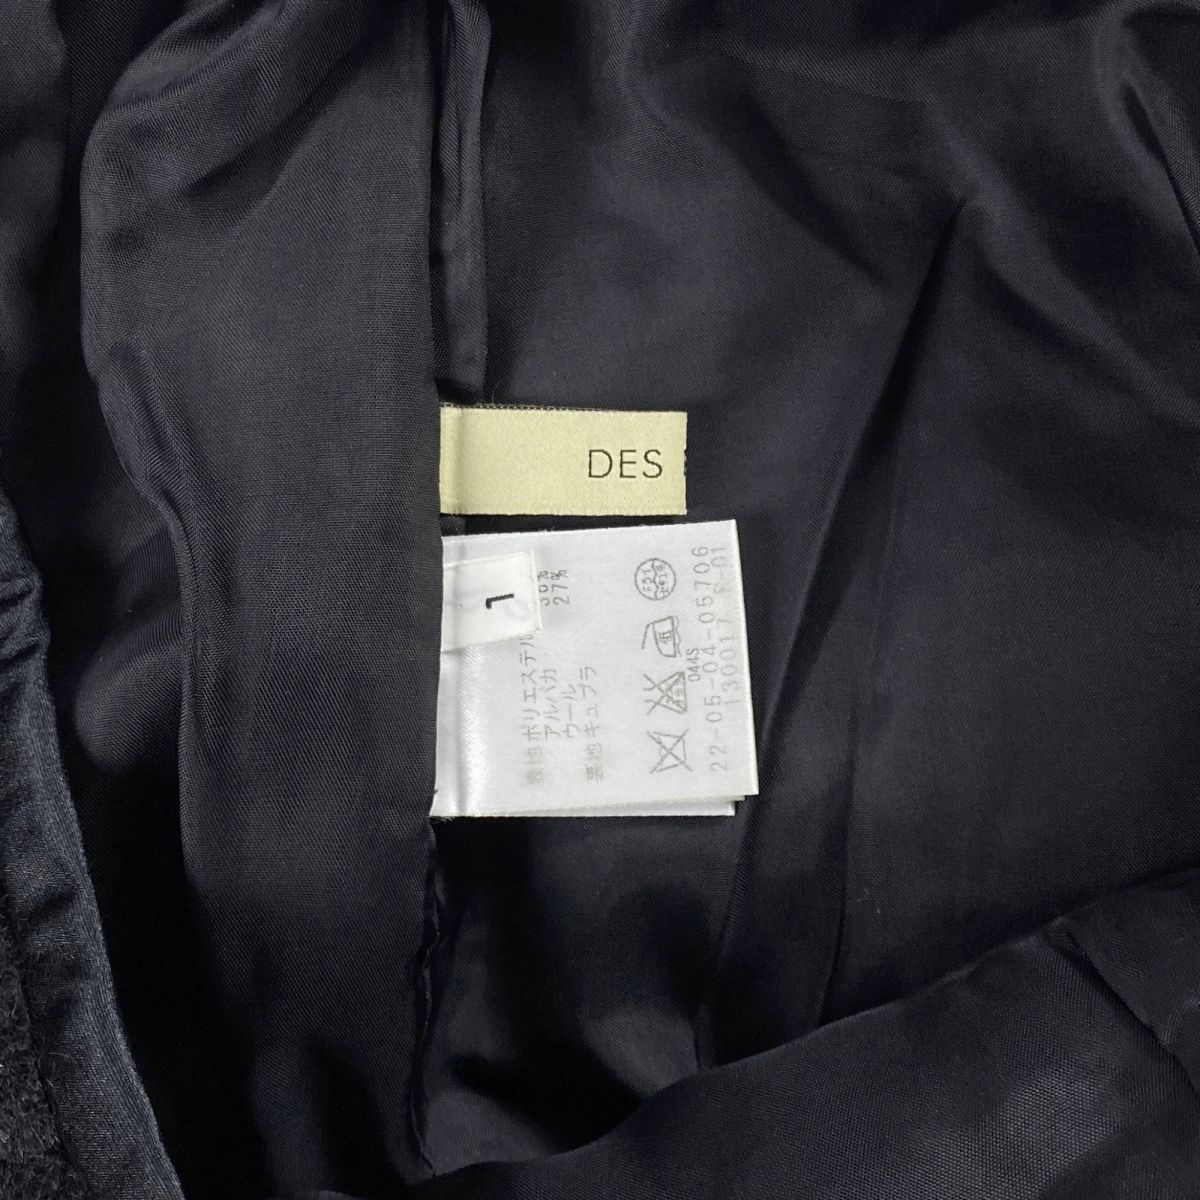 DES
1
表地ポリエステル
アルパカ
ウール 27%
裏地キュプラ
044S
22-05-04-05706